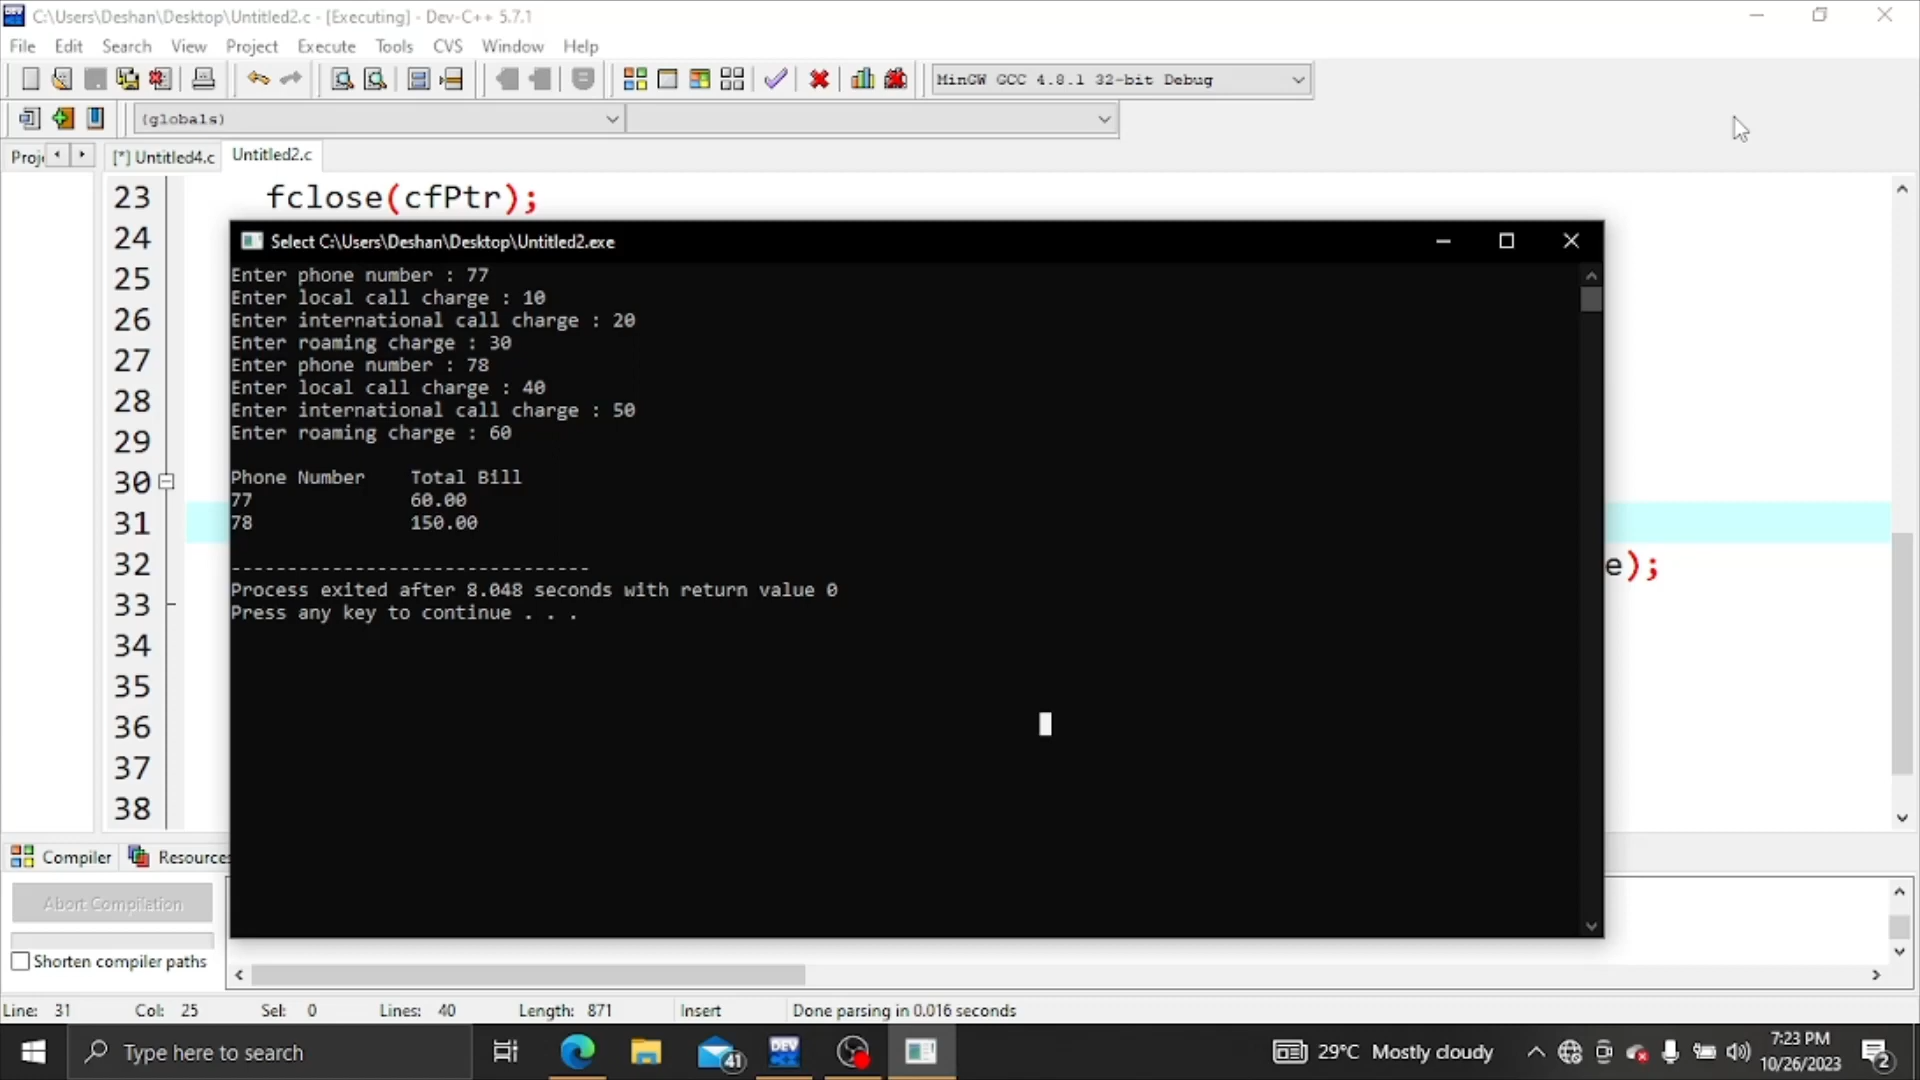 C:\Users\Deshan\Desktop\Untitled2.c - [Executing] - Dev-C++ 5.7.1
File Edit Search View Project Execute Tools CVS Window Help
MinGW GCC 4.8.1 32-bit Debug
(globals)
Proj [*] Untitled4.c Untitled2.c
23 fclose(cfPtr);
24
25
26
27
28
29
30
31
32 e);
33
34
35
36
37
38
Select C:\Users\Deshan\Desktop\Untitled2.exe
Enter phone number : 77
Enter local call charge : 10
Enter international call charge : 20
Enter roaming charge : 30
Enter phone number : 78
Enter local call charge : 40
Enter international call charge : 50
Enter roaming charge : 60
Phone Number Total Bill
77 60.00
78 150.00
--------------------------------
Process exited after 8.048 seconds with return value 0
Press any key to continue . . .
Compiler Resources
Abort Compilation
Shorten compiler paths
Line: 31 Col: 25 Sel: 0 Lines: 40 Length: 871 Insert Done parsing in 0.016 seconds
Type here to search
DEV
41
29°C Mostly cloudy
7:23 PM
10/26/2023
2